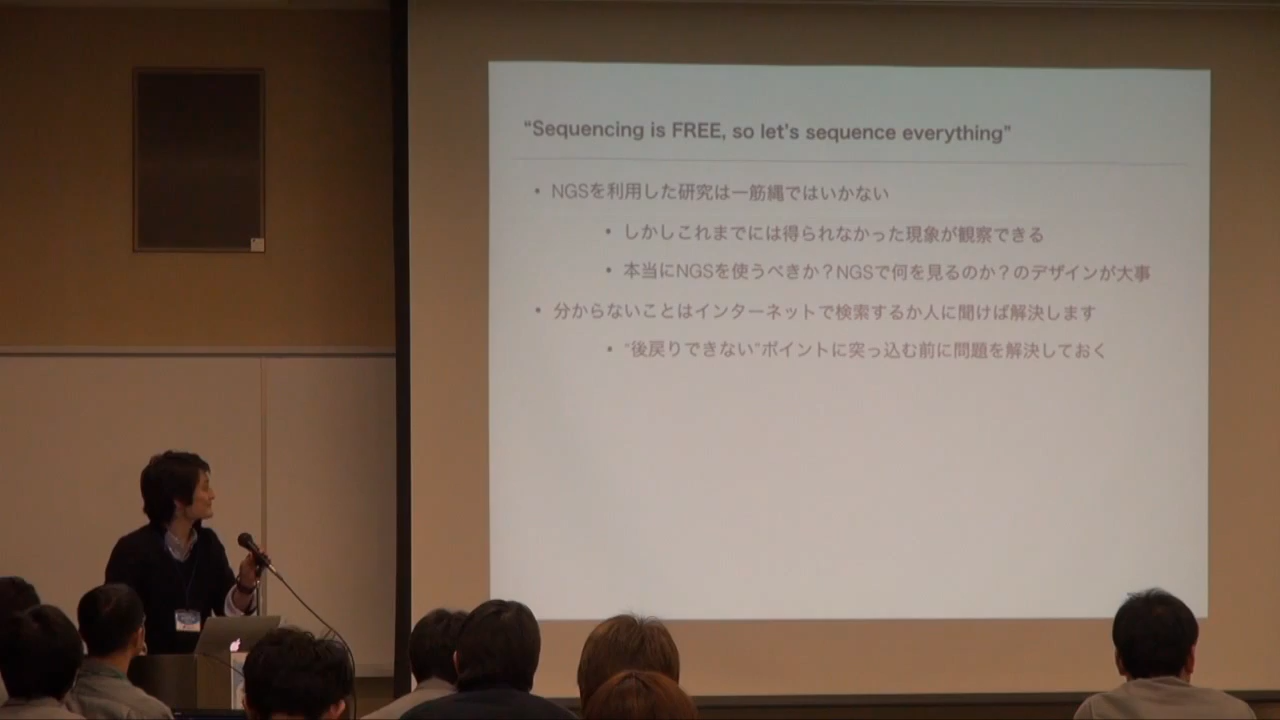 “Sequencing is FREE, so let's sequence everything”
• NGSを利用した研究は一筋縄ではいかない
• しかしこれまでには得られなかった現象が観察できる
• 本当にNGSを使うべきか？NGSで何を見るのか？のデザインが大事
• 分からないことはインターネットで検索するか人に聞けば解決します
• “後戻りできない”ポイントに突っ込む前に問題を解決しておく